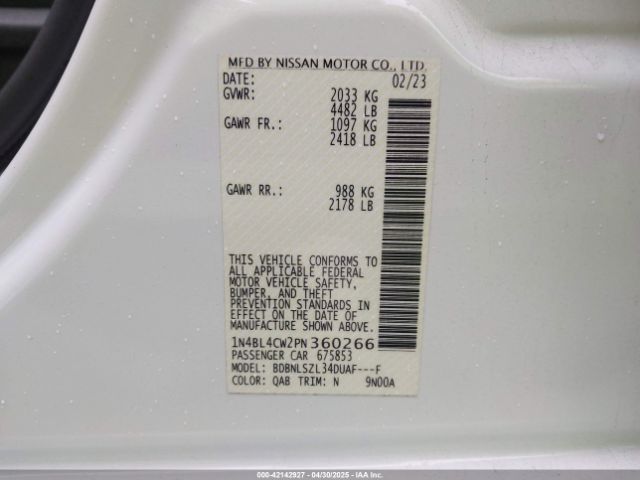 MFD BY NISSAN MOTOR CO., LTD.
DATE: 02/23
GVWR: 2033 KG
4482 LB
GAWR FR.: 1097 KG
2418 LB
GAWR RR.: 988 KG
2178 LB
THIS VEHICLE CONFORMS TO
ALL APPLICABLE FEDERAL
MOTOR VEHICLE SAFETY,
BUMPER, AND THEFT
PREVENTION STANDARDS IN
EFFECT ON THE DATE OF
MANUFACTURE SHOWN ABOVE.
1N4BL4CW2PN360266
PASSENGER CAR 675853
MODEL: BDBNLSZL34DUAF---F
COLOR: QAB TRIM: N 9N00A
000-42142927 - 04/30/2025 - IAAI Copyright